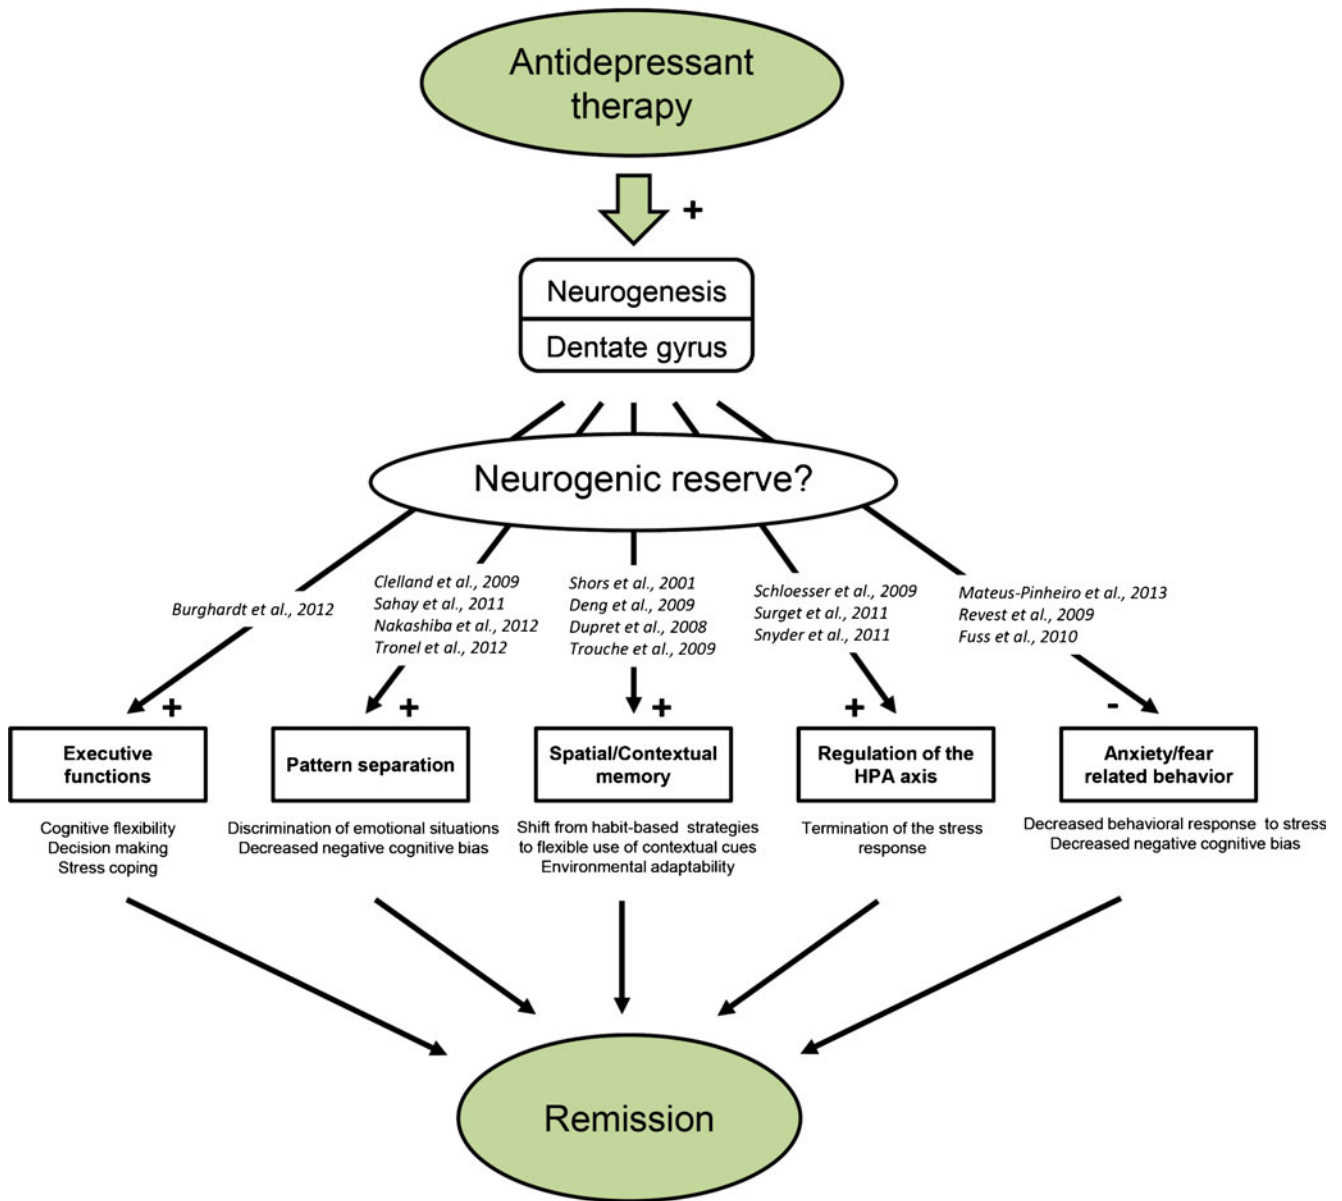 Antidepressant
therapy
+
Neurogenesis
Dentate gyrus
Neurogenic reserve?
Burghardt et al., 2012
Clelland et al., 2009
Sahay et al., 2011
Nakashiba et al., 2012
Tronel et al., 2012
Shors et al., 2001
Deng et al., 2009
Dupret et al., 2008
Trouche et al., 2009
Schloesser et al., 2009
Surget et al., 2011
Snyder et al., 2011
Mateus-Pinheiro et al., 2013
Revest et al., 2009
Fuss et al., 2010
+
+
+
+
-
Executive
functions
Pattern separation
Spatial/Contextual
memory
Regulation of the
HPA axis
Anxiety/fear
related behavior
Cognitive flexibility
Decision making
Stress coping
Discrimination of emotional situations
Decreased negative cognitive bias
Shift from habit-based strategies
to flexible use of contextual cues
Environmental adaptability
Termination of the stress
response
Decreased behavioral response to stress
Decreased negative cognitive bias
Remission